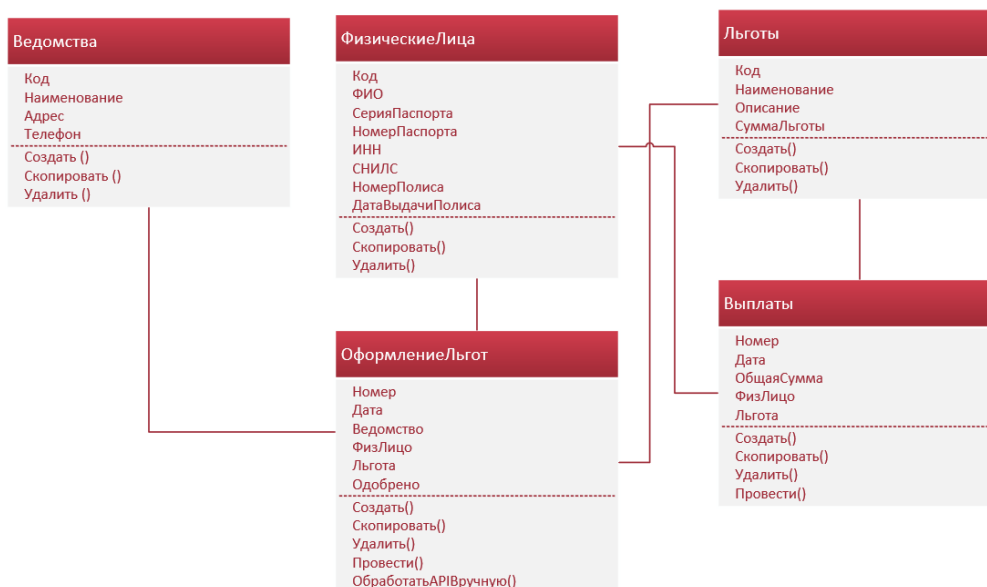 Ведомства
Код
Наименование
Адрес
Телефон
Создать ()
Скопировать ()
Удалить ()
ФизическиеЛица
Код
ФИО
СерияПаспорта
НомерПаспорта
ИНН
СНИЛС
НомерПолиса
ДатаВыдачиПолиса
Создать()
Скопировать()
Удалить()
Льготы
Код
Наименование
Описание
СуммаЛьготы
Создать()
Скопировать()
Удалить()
ОформлениеЛьгот
Номер
Дата
Ведомство
ФизЛицо
Льгота
Одобрено
Создать()
Скопировать()
Удалить()
Провести()
ОбработатьAPIВручную()
Выплаты
Номер
Дата
ОбщаяСумма
ФизЛицо
Льгота
Создать()
Скопировать()
Удалить()
Провести()